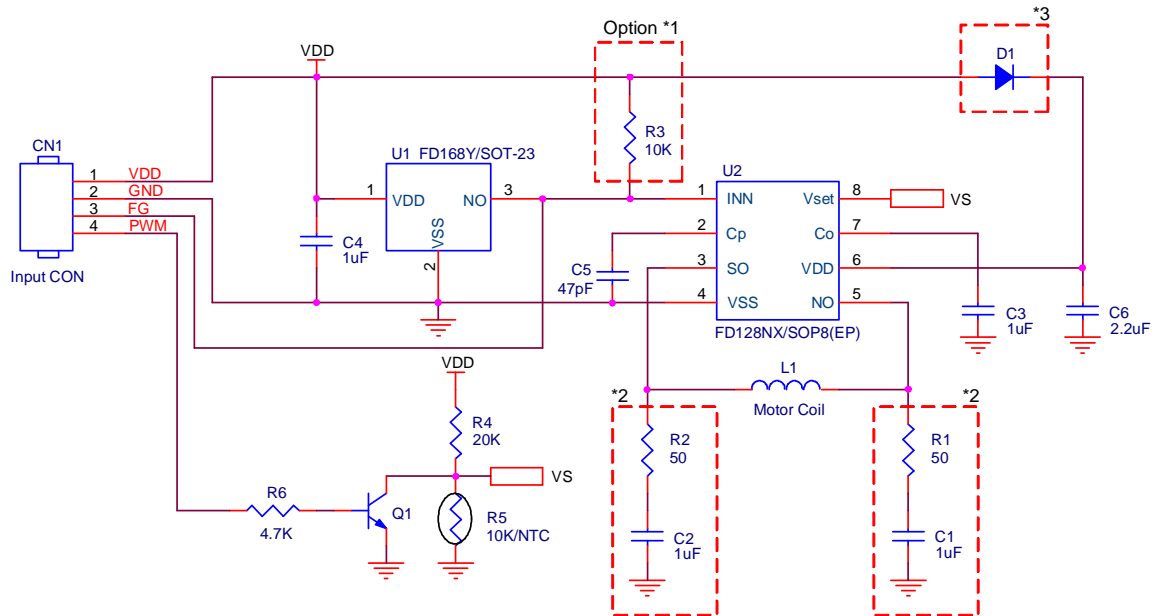 Option *1
*3
VDD
D1
CN1
U1 FD168Y/SOT-23
R3
10K
U2
1 VDD
2 GND
3 FG
4 PWM
Input CON
1 VDD
NO 3
VSS
2
C4
1uF
C5
47pF
1 INN
2 Cp
3 SO
4 VSS
Vset 8
Co 7
VDD 6
NO 5
VS
FD128NX/SOP8(EP)
C3
1uF
C6
2.2uF
VDD
R4
20K
L1
Motor Coil
*2
*2
R2
50
R1
50
VS
R6
4.7K
Q1
R5
10K/NTC
C2
1uF
C1
1uF